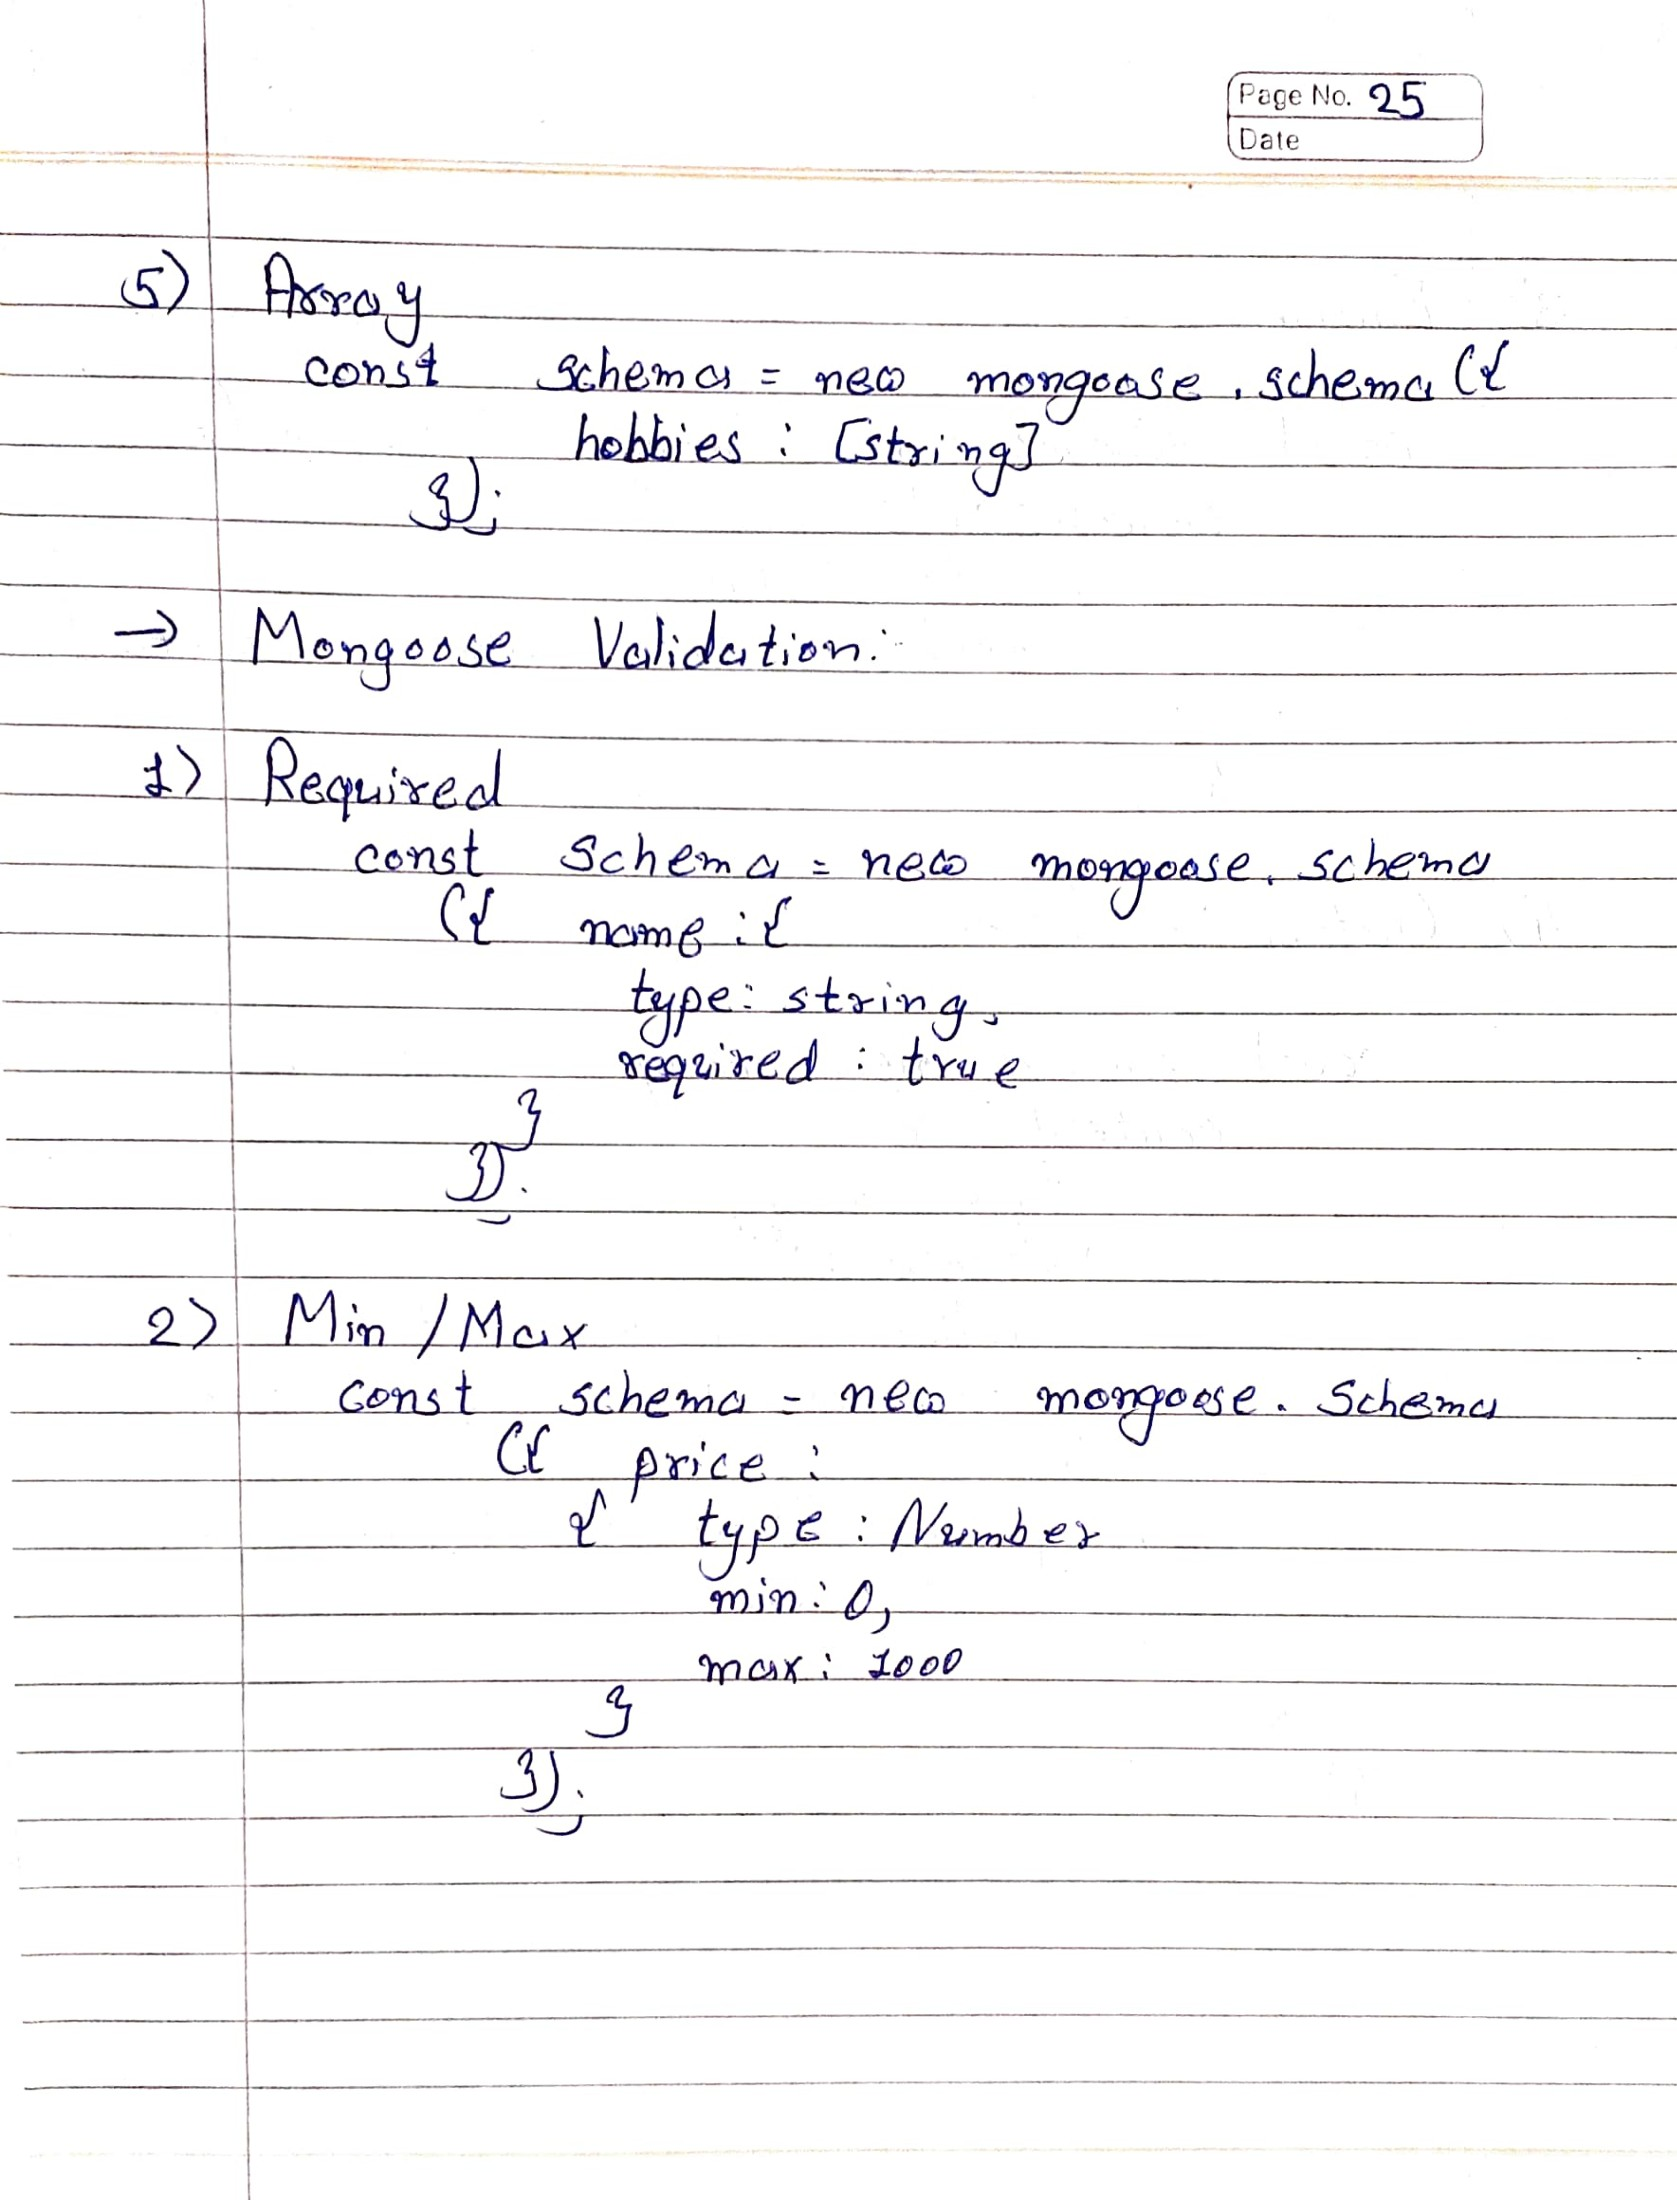 Page No. 25
Date
5) Array
const schema = new mongoose.schema ({
hobbies : [string]
});
→ Mongoose Validation:
1) Required
const Schema = new mongoose.schema
({ name : {
type: string,
required : true
}
});
2) Min / Max
const schema = new mongoose.Schema
({ price :
{ type : Number
min : 0,
max : 1000
}
});